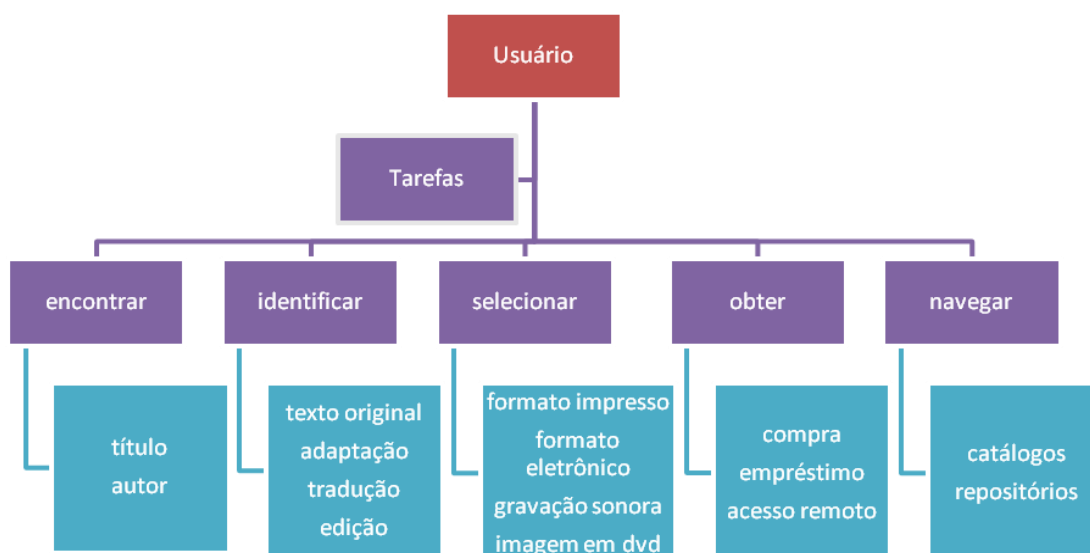 Usuário
Tarefas
encontrar
identificar
selecionar
obter
navegar
título
autor
texto original
adaptação
tradução
edição
formato impresso
formato
eletrônico
gravação sonora
imagem em dvd
compra
empréstimo
acesso remoto
catálogos
repositórios